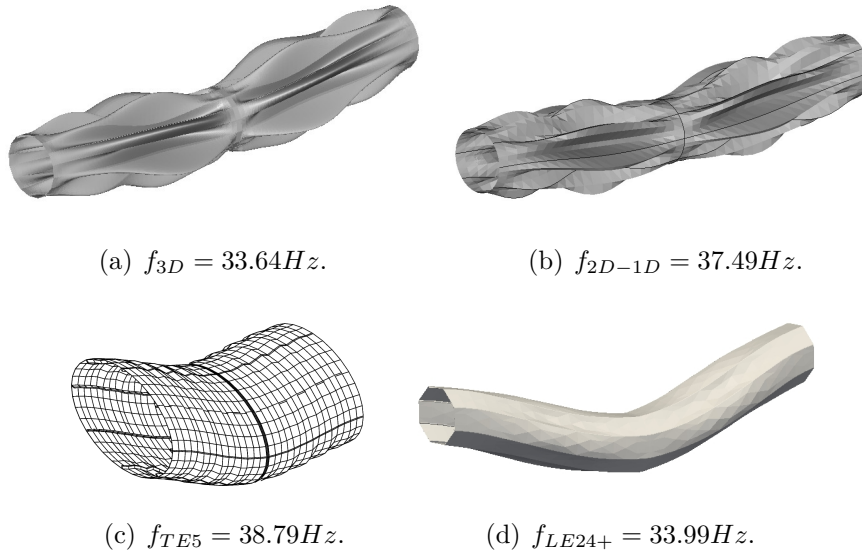 (a) f_{3D} = 33.64Hz.
(b) f_{2D-1D} = 37.49Hz.
(c) f_{TE5} = 38.79Hz.
(d) f_{LE24+} = 33.99Hz.